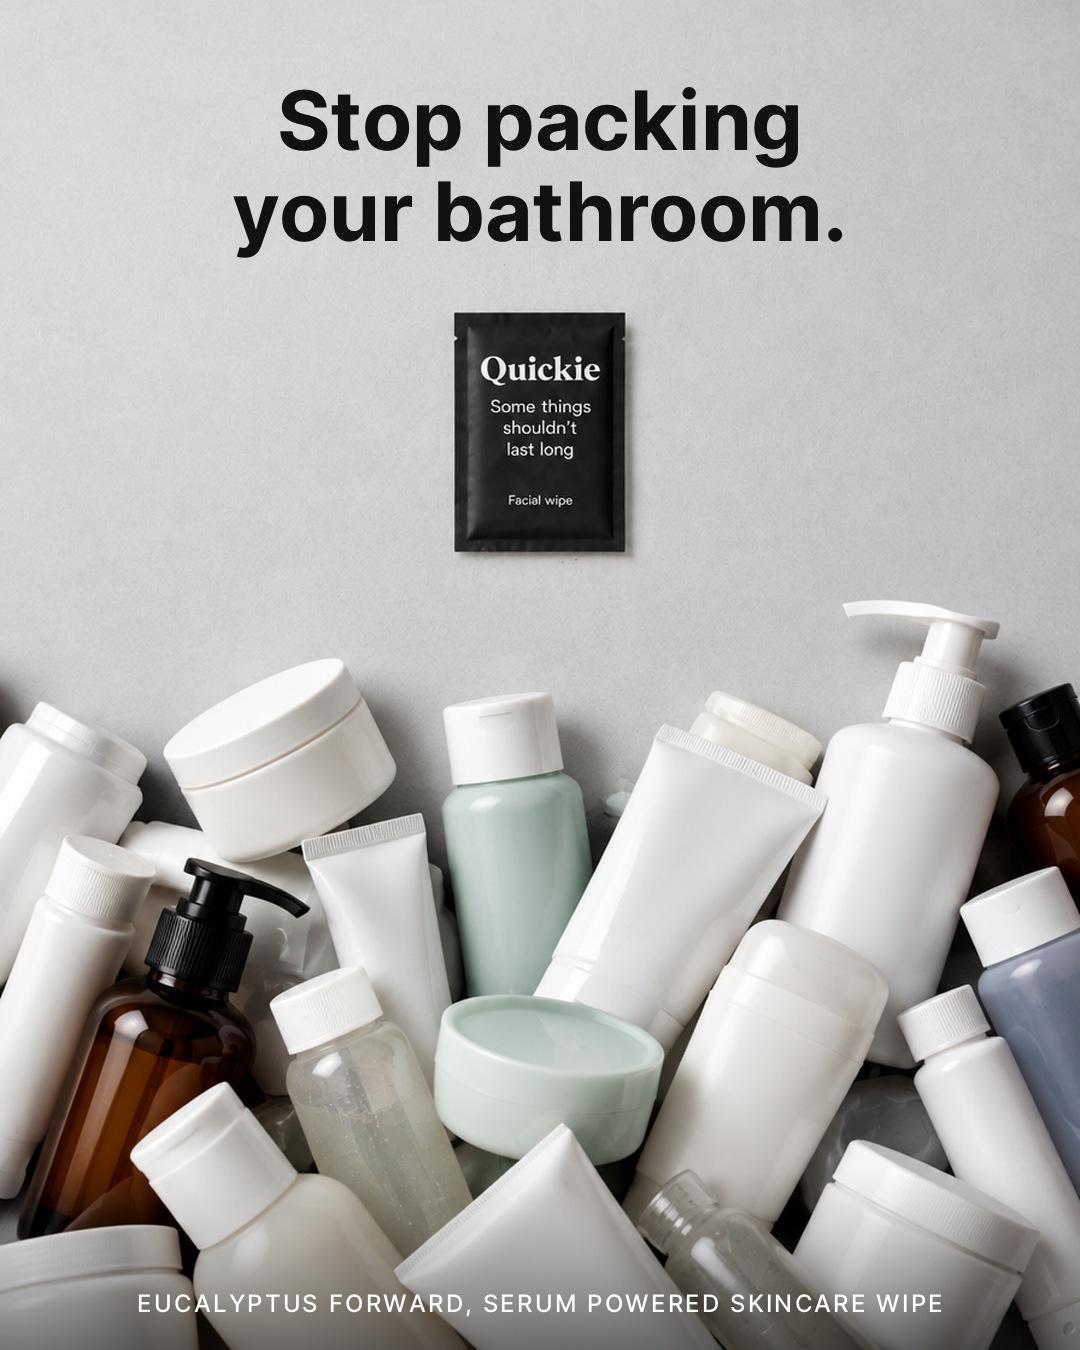 Stop packing
your bathroom.
Quickie
Some things
shouldn't
last long
Facial wipe
EUCALYPTUS FORWARD, SERUM POWERED SKINCARE WIPE